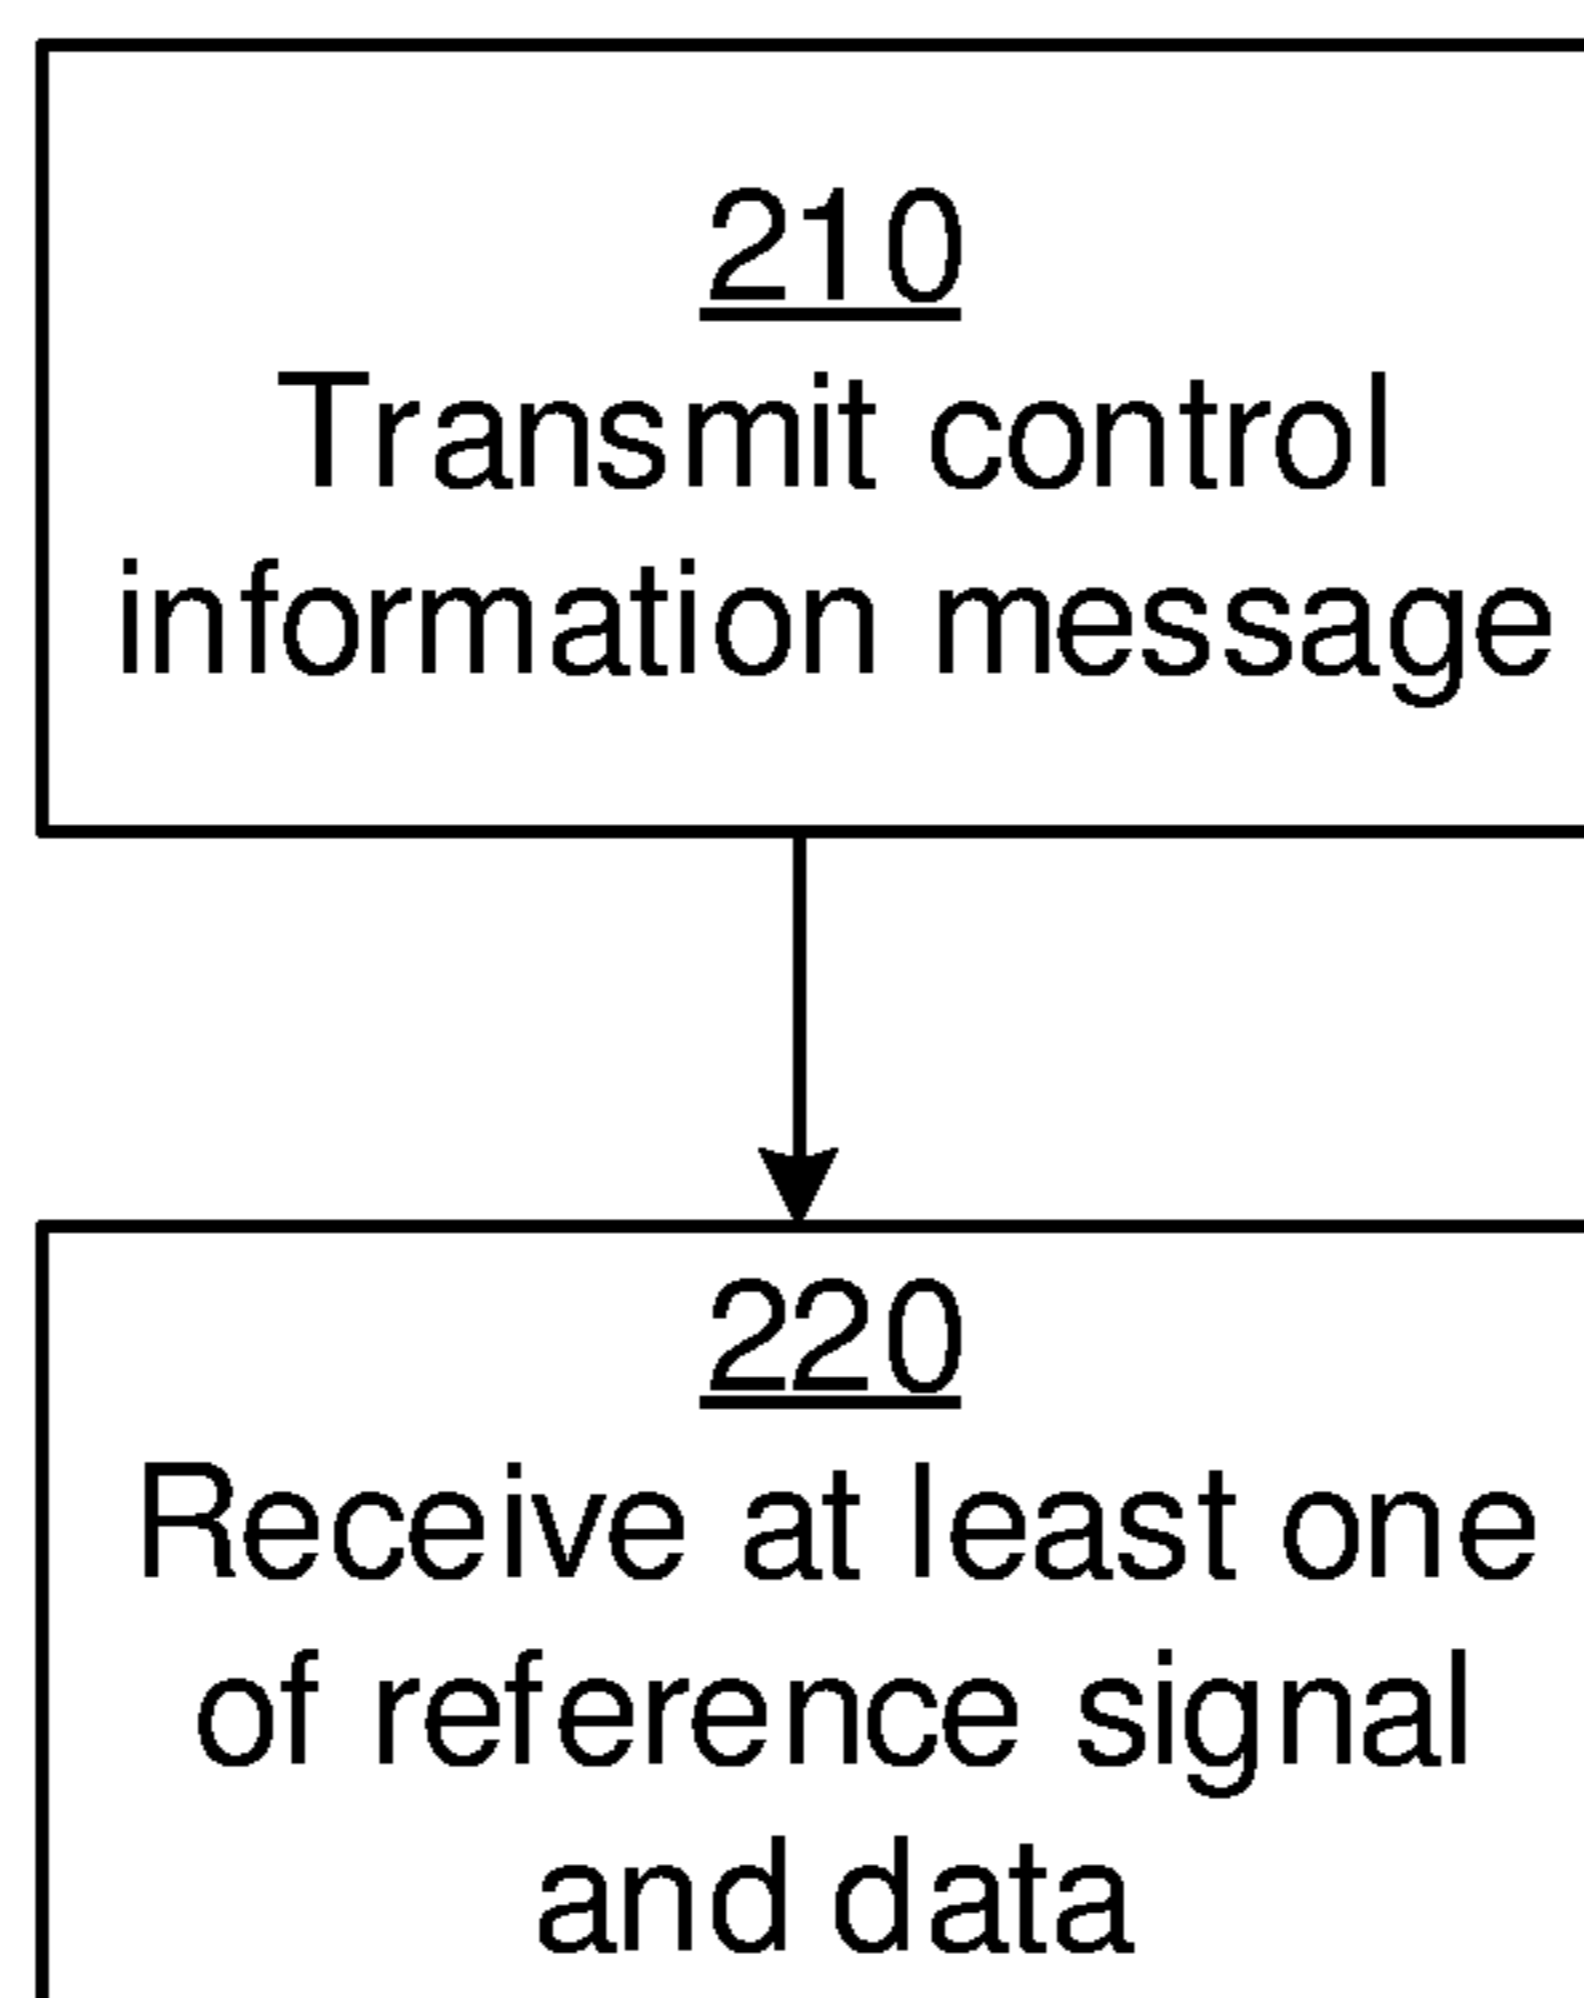 210
Transmit control
information message
220
Receive at least one
of reference signal
and data